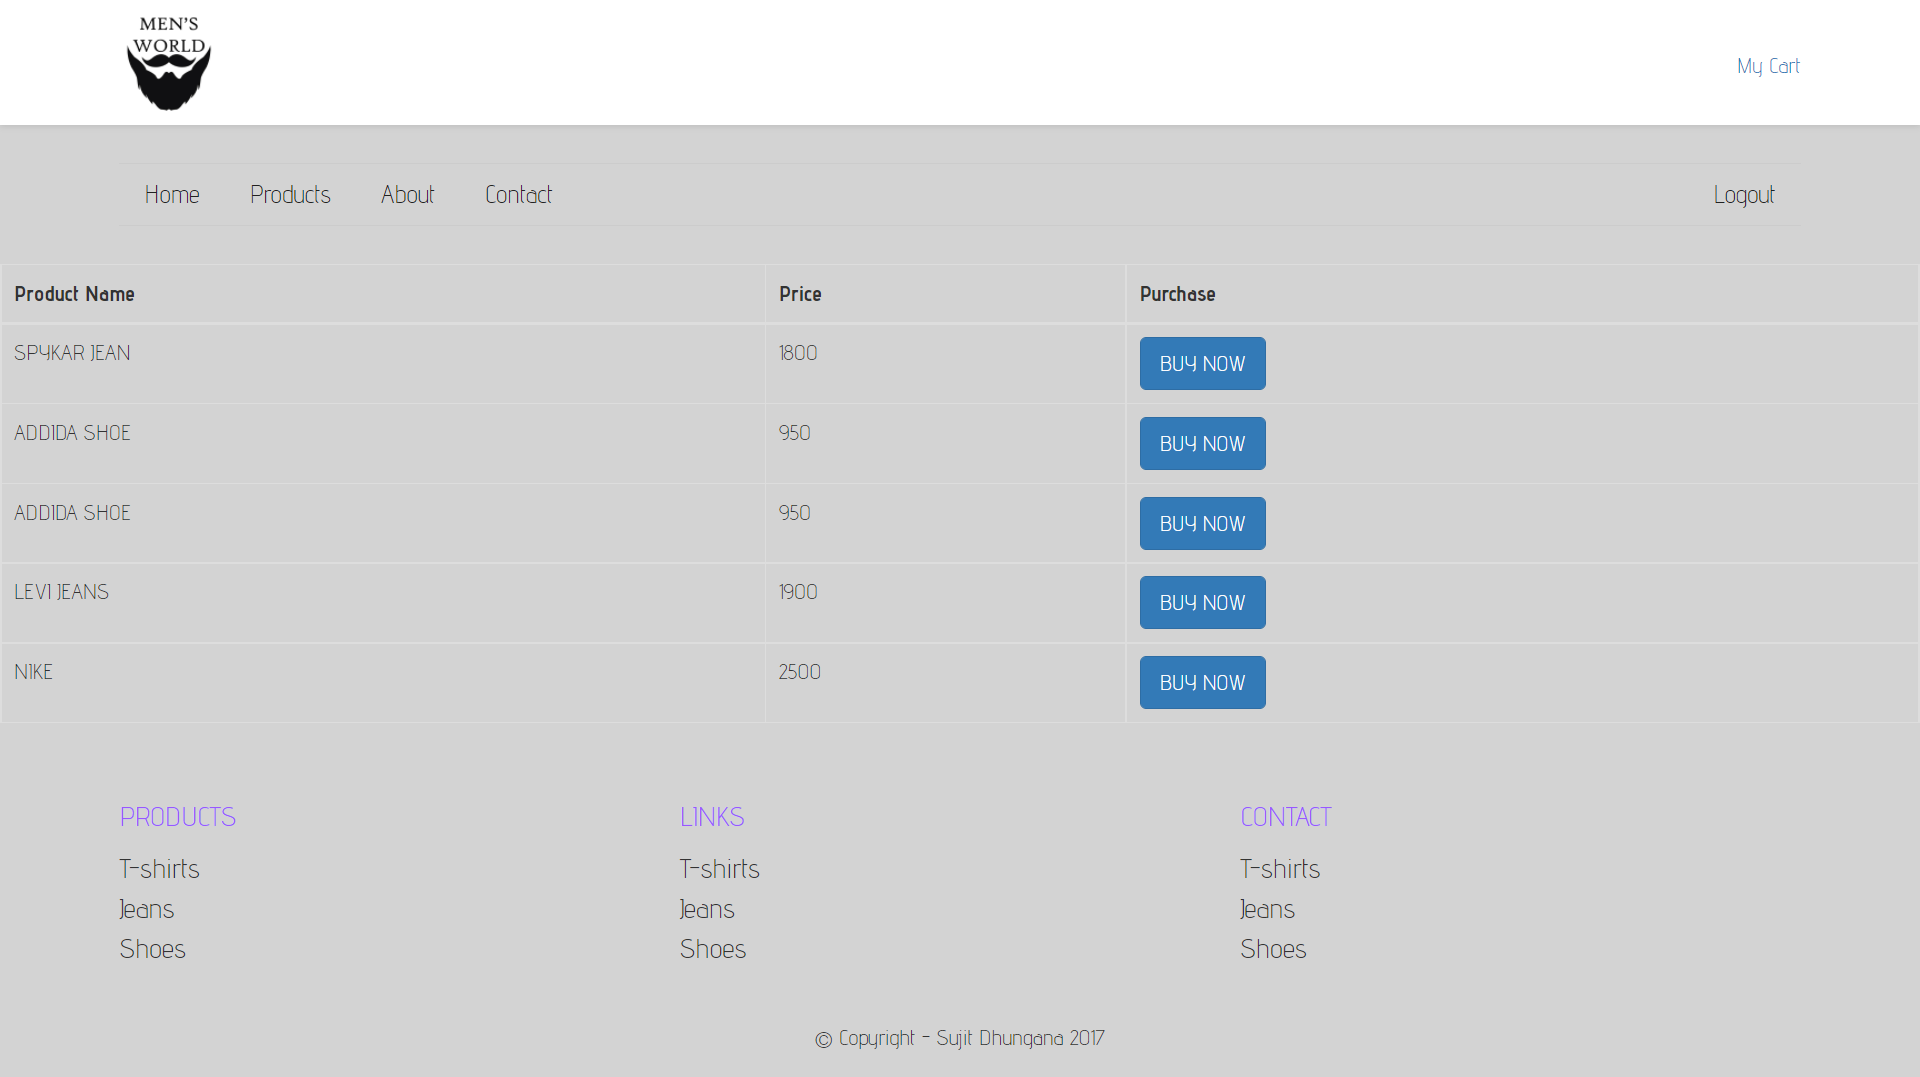 MEN'S
WORLD
My Cart
Home Products About Contact Logout
Product Name Price Purchase
SPYKAR JEAN 1800 BUY NOW
ADDIDA SHOE 950 BUY NOW
ADDIDA SHOE 950 BUY NOW
LEVI JEANS 1900 BUY NOW
NIKE 2500 BUY NOW
PRODUCTS LINKS CONTACT
T-shirts T-shirts T-shirts
Jeans Jeans Jeans
Shoes Shoes Shoes
© Copyright - Sujit Dhungana 2017